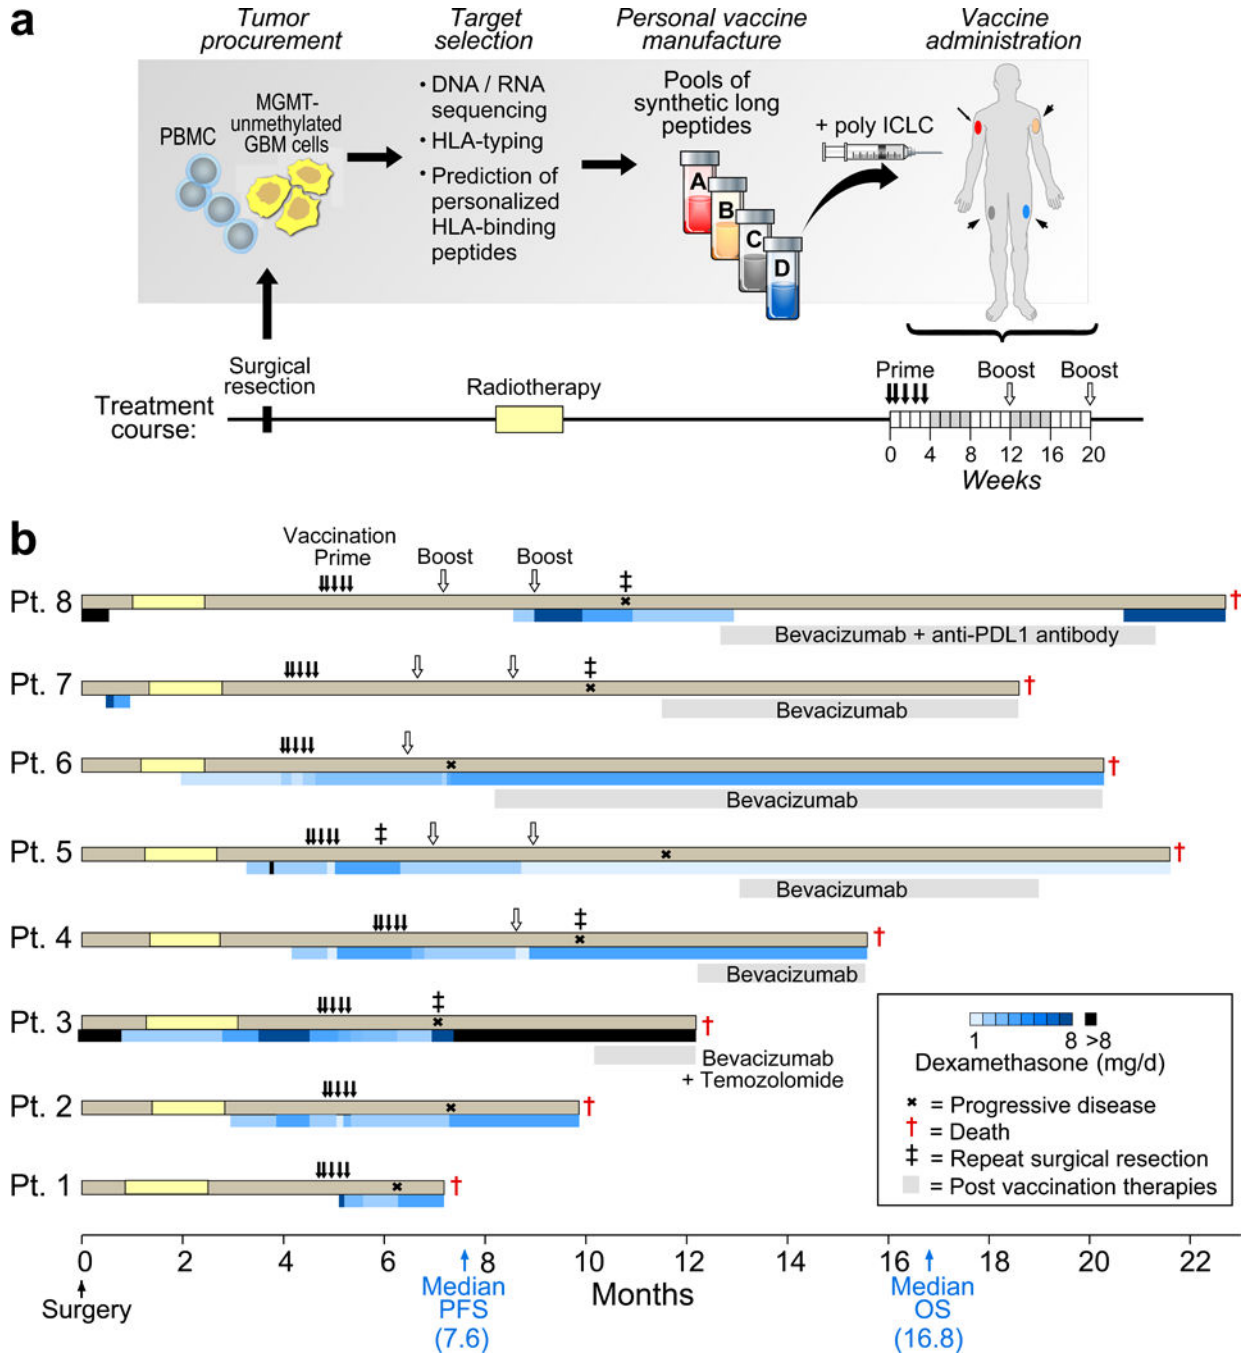 a
Tumor
procurement
Target
selection
Personal vaccine
manufacture
Vaccine
administration
PBMC
MGMT-
unmethylated
GBM cells
• DNA / RNA
sequencing
• HLA-typing
• Prediction of
personalized
HLA-binding
peptides
Pools of
synthetic long
peptides
A
B
C
D
+ poly ICLC
Surgical
resection
Radiotherapy
Prime
Boost
Boost
Treatment
course:
0 4 8 12 16 20
Weeks
b
Vaccination
Prime
Boost
Boost
‡
Pt. 8
†
Bevacizumab + anti-PDL1 antibody
‡
Pt. 7
†
Bevacizumab
Pt. 6
†
Bevacizumab
‡
Pt. 5
†
Bevacizumab
‡
Pt. 4
†
Bevacizumab
‡
Pt. 3
†
Bevacizumab
+ Temozolomide
Pt. 2
†
Pt. 1
†
1 8 >8
Dexamethasone (mg/d)
× = Progressive disease
† = Death
‡ = Repeat surgical resection
= Post vaccination therapies
0 2 4 6 8 10 12 14 16 18 20 22
Surgery
Median
PFS
(7.6)
Months
Median
OS
(16.8)